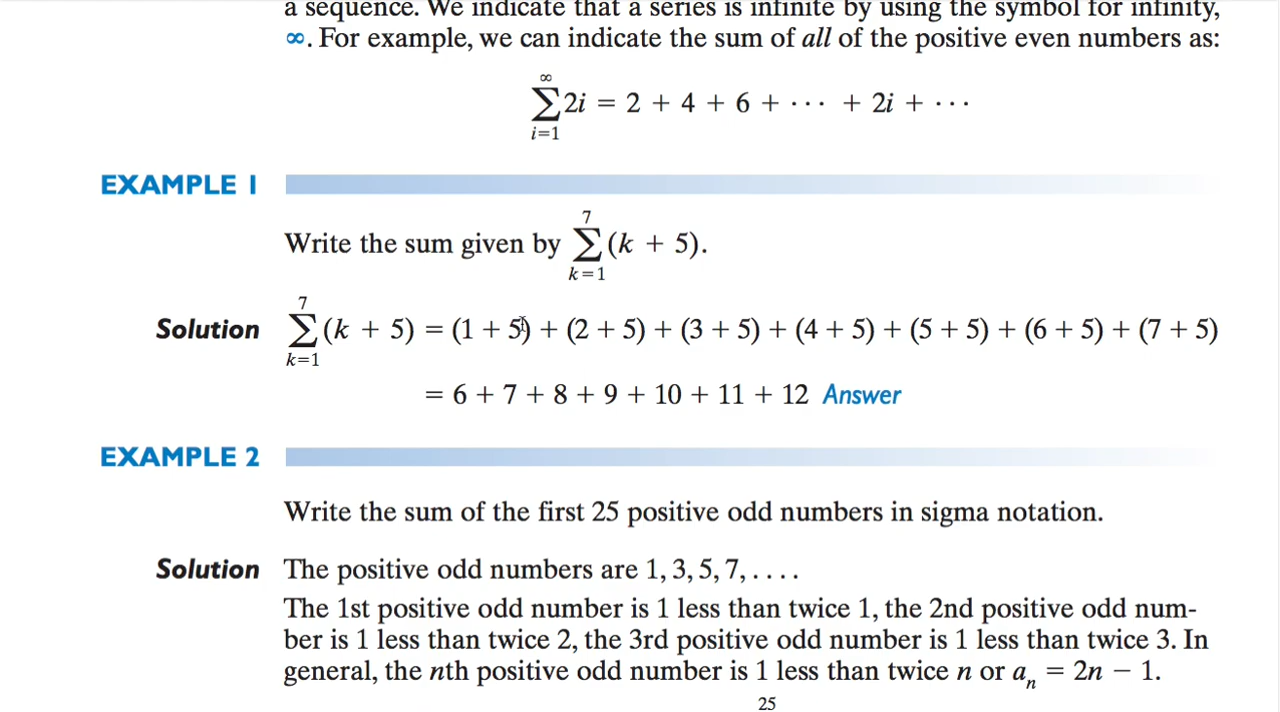 a sequence. We indicate that a series is infinite by using the symbol for infinity,
∞. For example, we can indicate the sum of all of the positive even numbers as:
∞
∑2i = 2 + 4 + 6 + ··· + 2i + ···
i=1
EXAMPLE 1
7
Write the sum given by ∑(k + 5).
k=1
7
Solution ∑(k + 5) = (1 + 5) + (2 + 5) + (3 + 5) + (4 + 5) + (5 + 5) + (6 + 5) + (7 + 5)
k=1
= 6 + 7 + 8 + 9 + 10 + 11 + 12 Answer
EXAMPLE 2
Write the sum of the first 25 positive odd numbers in sigma notation.
Solution The positive odd numbers are 1, 3, 5, 7, . . . .
The 1st positive odd number is 1 less than twice 1, the 2nd positive odd num-
ber is 1 less than twice 2, the 3rd positive odd number is 1 less than twice 3. In
general, the nth positive odd number is 1 less than twice n or aₙ = 2n − 1.
25